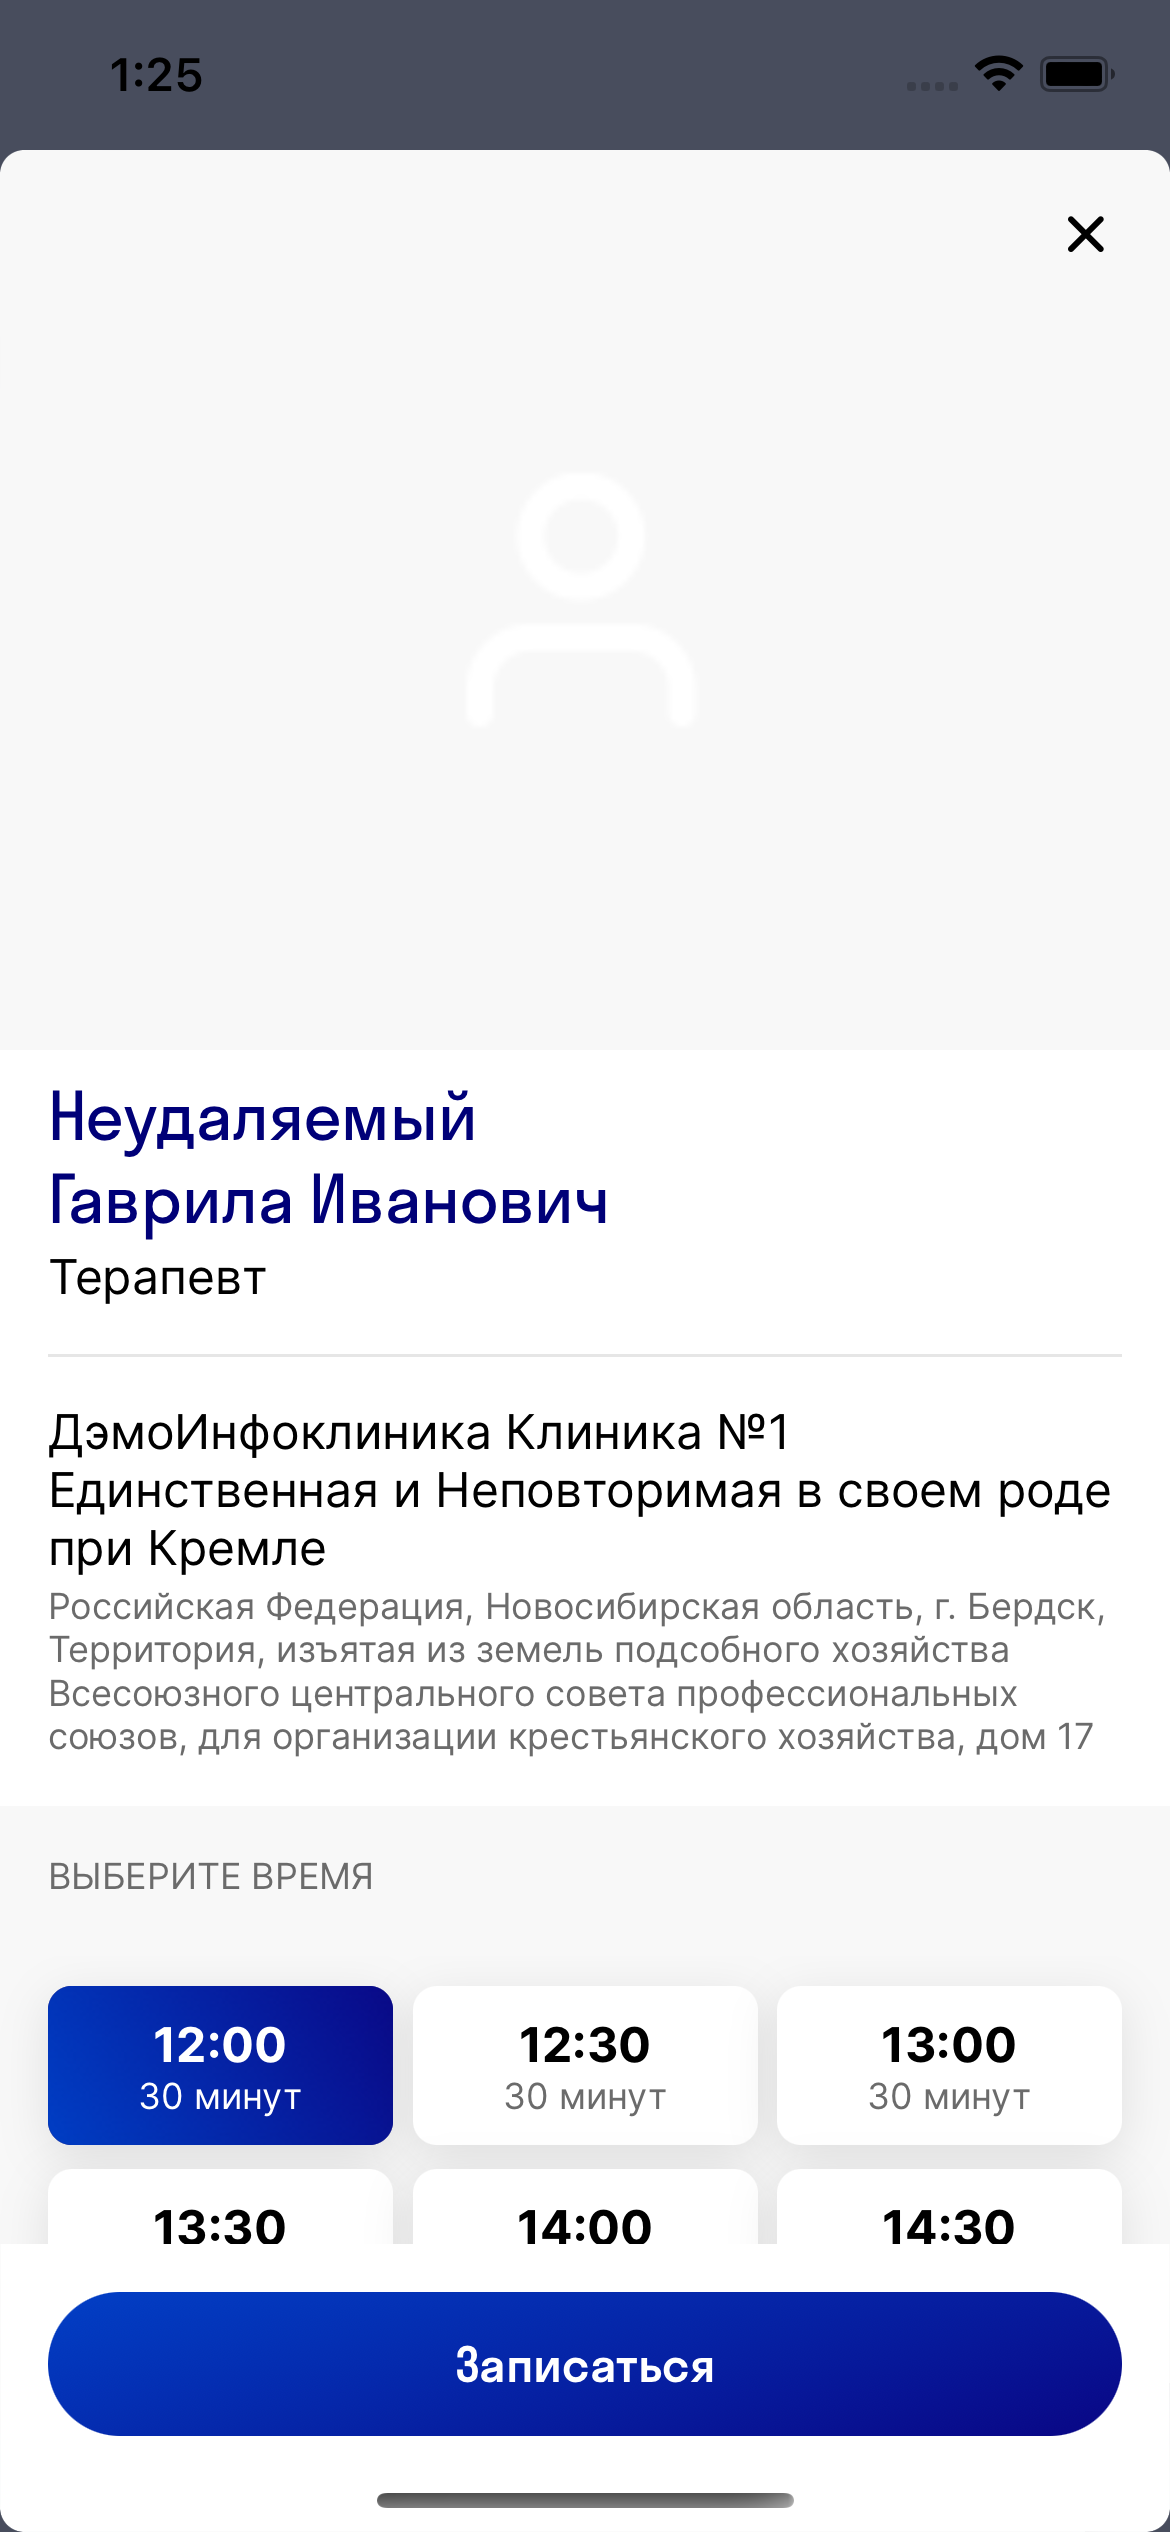 1:25
Неудаляемый
Гаврила Иванович
Терапевт
ДэмоИнфоклиника Клиника №1
Единственная и Неповторимая в своем роде
при Кремле
Российская Федерация, Новосибирская область, г. Бердск,
Территория, изъятая из земель подсобного хозяйства
Всесоюзного центрального совета профессиональных
союзов, для организации крестьянского хозяйства, дом 17
ВЫБЕРИТЕ ВРЕМЯ
12:00 12:30 13:00
30 минут 30 минут 30 минут
13:30 14:00 14:30
Записаться